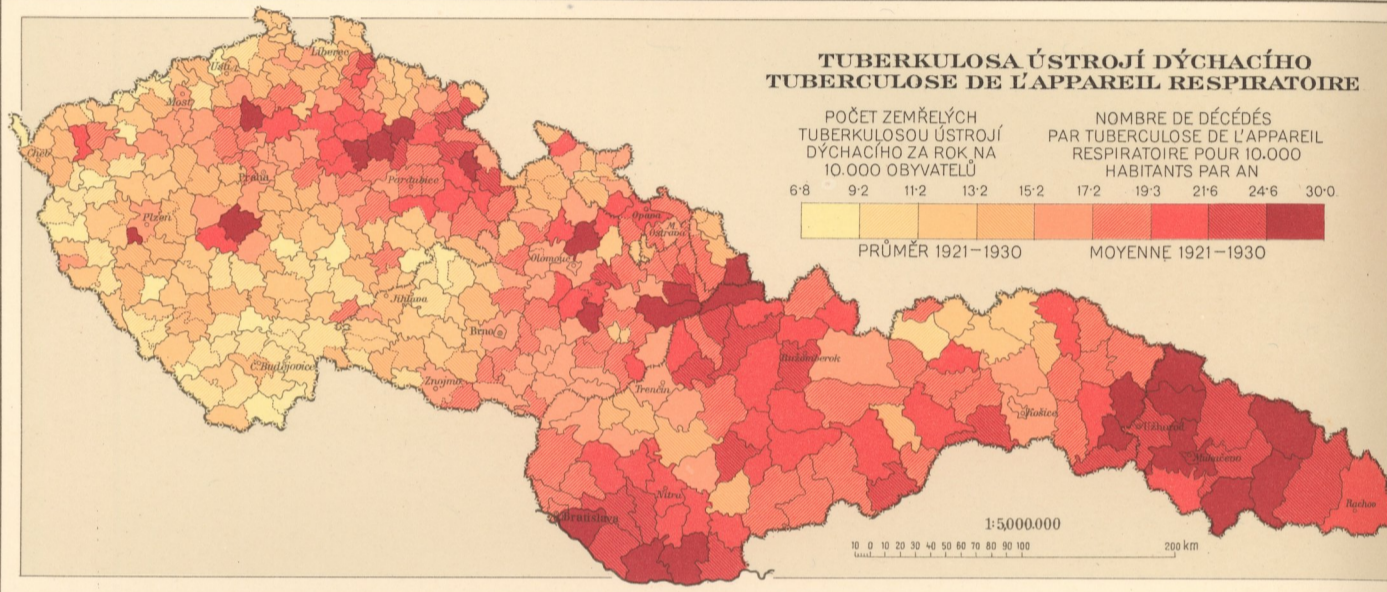 TUBERKULOSA ÚSTROJÍ DÝCHACÍHO
TUBERCULOSE DE L'APPAREIL RESPIRATOIRE
POČET ZEMŘELÝCH
TUBERKULOSOU ÚSTROJÍ
DÝCHACÍHO ZA ROK NA
10.000 OBYVATELŮ
NOMBRE DE DÉCÉDÉS
PAR TUBERCULOSE DE L'APPAREIL
RESPIRATOIRE POUR 10.000
HABITANTS PAR AN
6·8 9·2 11·2 13·2 15·2 17·2 19·3 21·6 24·6 30·0
PRŮMĚR 1921—1930
MOYENNE 1921—1930
Liberec
Ústí
Most
Cheb
Praha
Pardubice
Plzeň
Opava
M. Ostrava
Olomouc
Jihlava
Brno
Č. Budějovice
Znojmo
Trenčín
Ružomberok
Košice
Užhorod
Mukačevo
Nitra
Bratislava
1:5,000.000
10 0 10 20 30 40 50 60 70 80 90 100 200 km